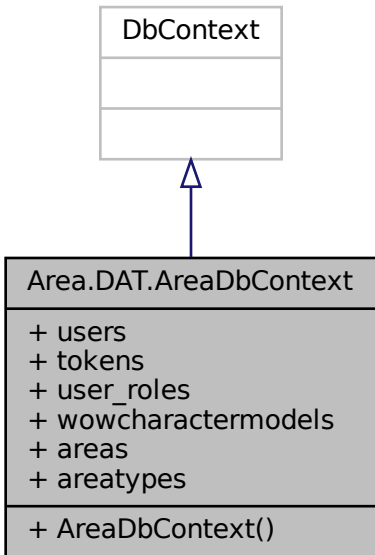 DbContext
Area.DAT.AreaDbContext
+ users
+ tokens
+ user_roles
+ wowcharactermodels
+ areas
+ areatypes
+ AreaDbContext()